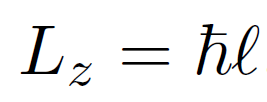 L_z = ħℓ